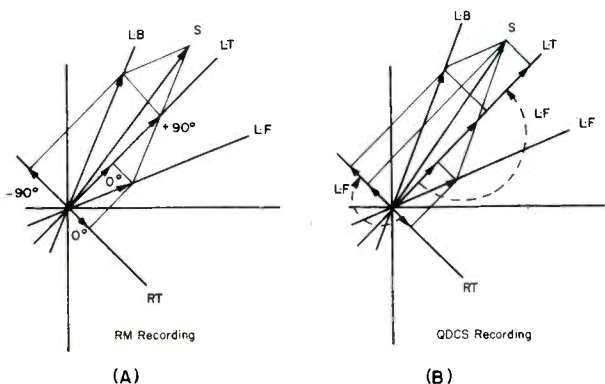 L·B
S
L·T
+90°
L·F
0°
-90°
0°
RT
RM Recording
(A)
L·B
S
L·T
L·F
L·F
L·F
RT
QDCS Recording
(B)